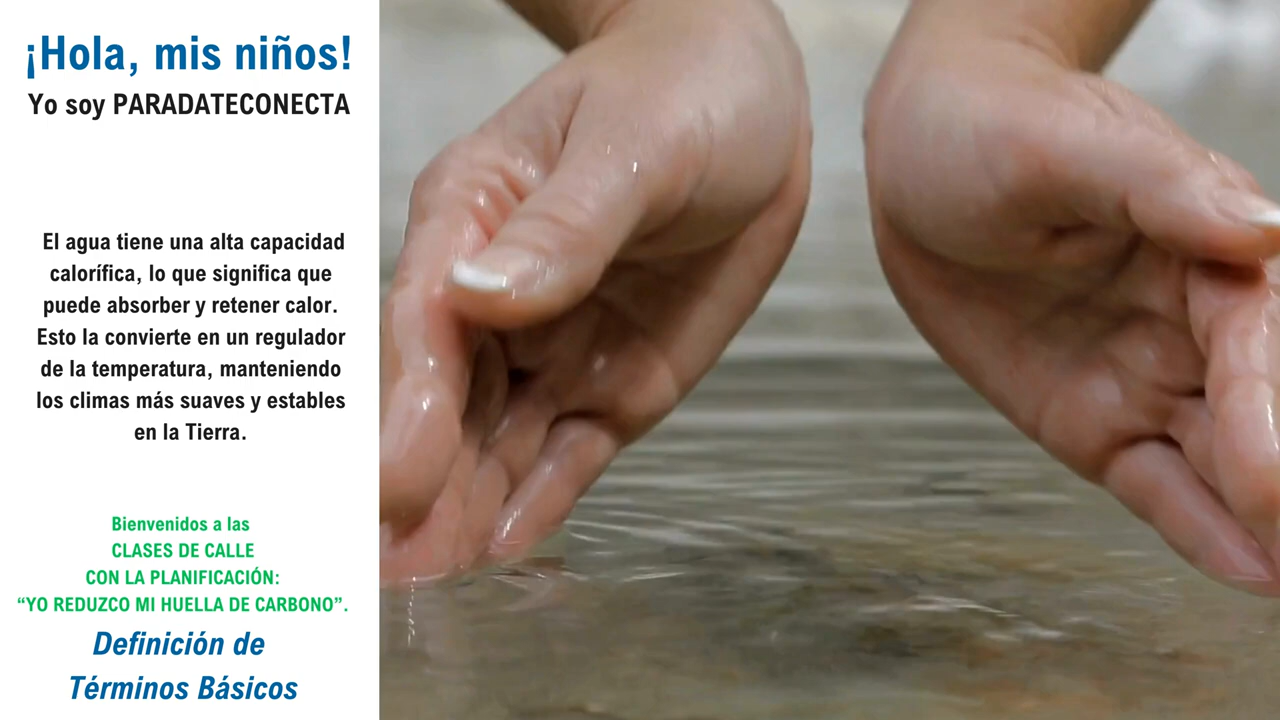 ¡Hola, mis niños!
Yo soy PARADATECONECTA
El agua tiene una alta capacidad
calorífica, lo que significa que
puede absorber y retener calor.
Esto la convierte en un regulador
de la temperatura, manteniendo
los climas más suaves y estables
en la Tierra.
Bienvenidos a las
CLASES DE CALLE
CON LA PLANIFICACIÓN:
“YO REDUZCO MI HUELLA DE CARBONO”.
Definición de
Términos Básicos